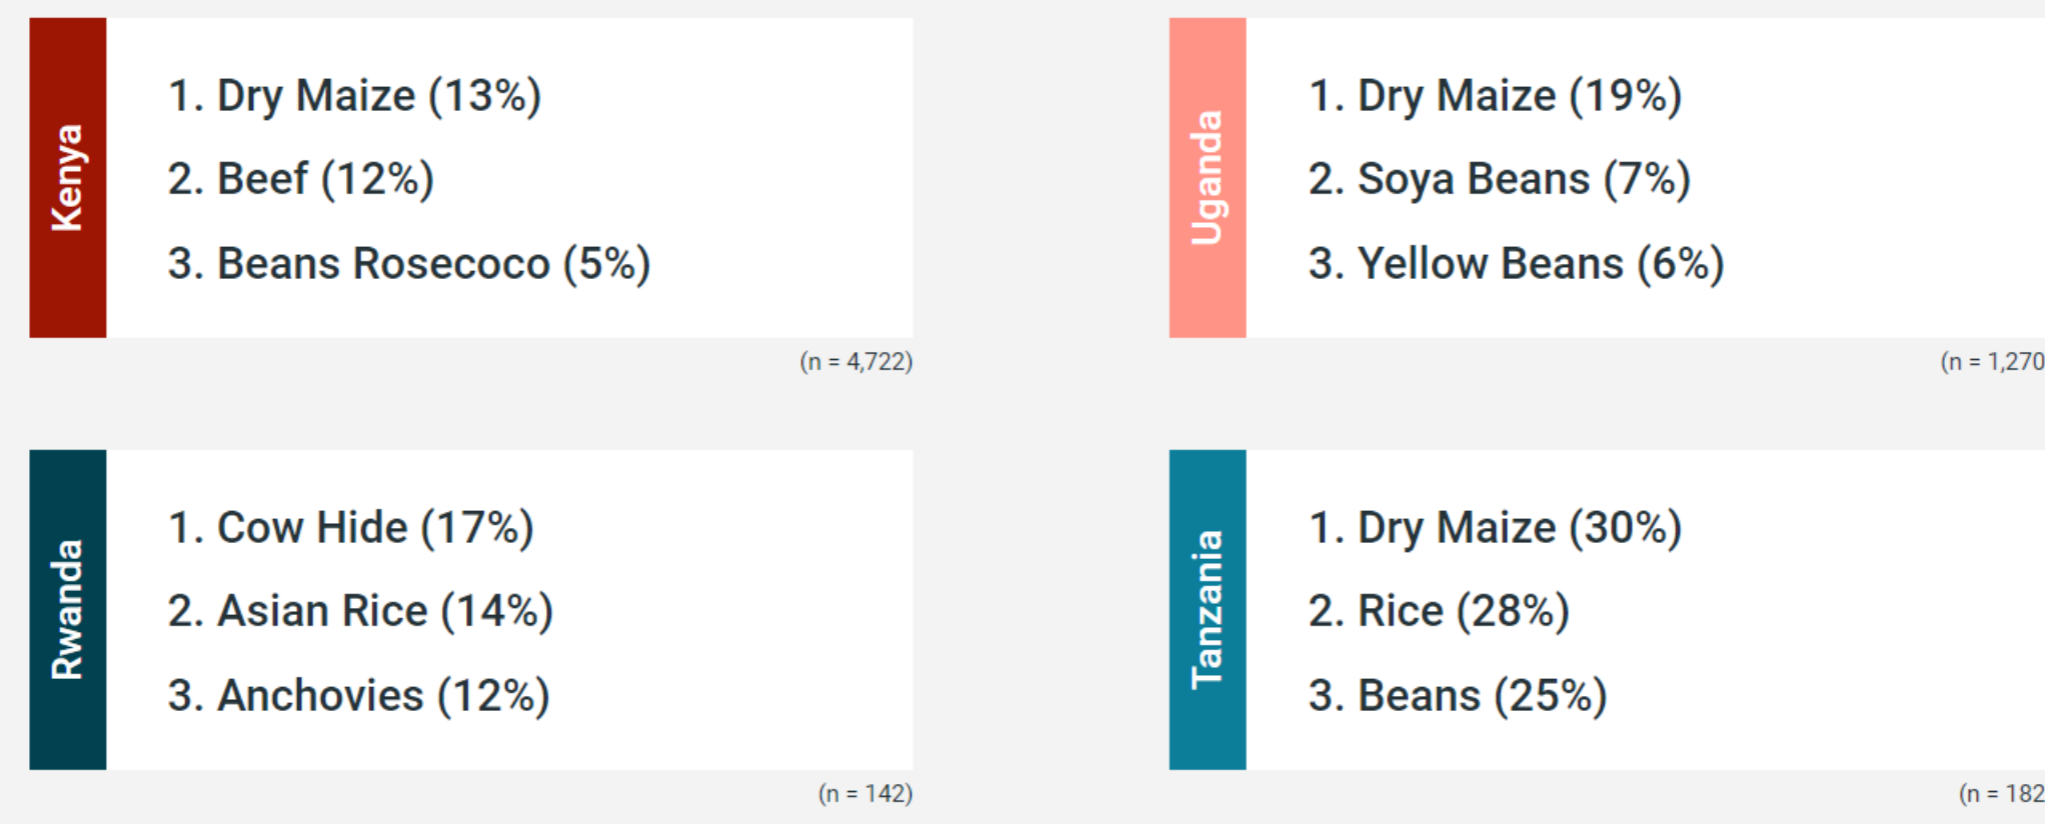 Kenya
1. Dry Maize (13%)
2. Beef (12%)
3. Beans Rosecoco (5%)
(n = 4,722)
Uganda
1. Dry Maize (19%)
2. Soya Beans (7%)
3. Yellow Beans (6%)
(n = 1,270
Rwanda
1. Cow Hide (17%)
2. Asian Rice (14%)
3. Anchovies (12%)
(n = 142)
Tanzania
1. Dry Maize (30%)
2. Rice (28%)
3. Beans (25%)
(n = 182